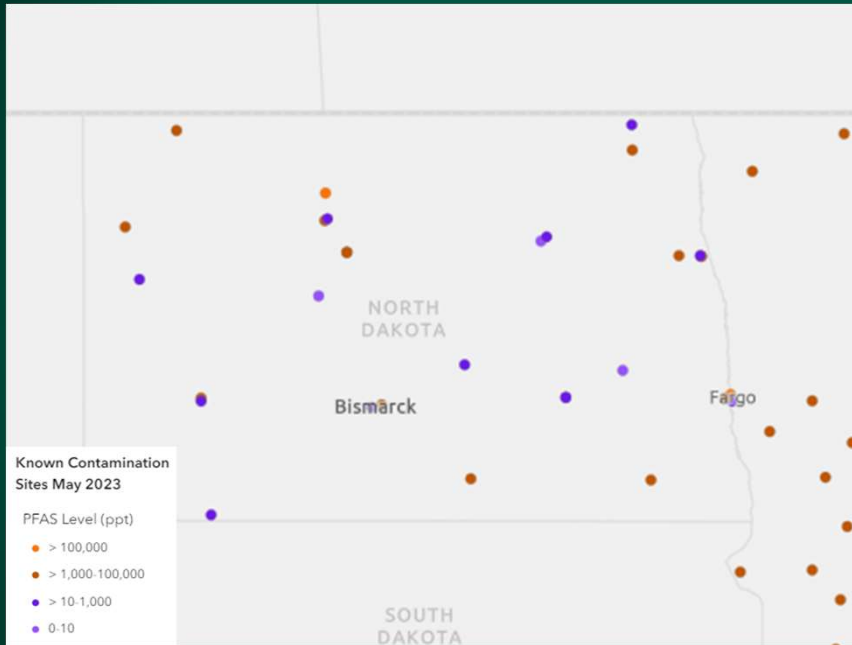 NORTH
DAKOTA
Bismarck
Fargo
Known Contamination
Sites May 2023
PFAS Level (ppt)
> 100,000
> 1,000-100,000
> 10-1,000
0-10
SOUTH
DAKOTA